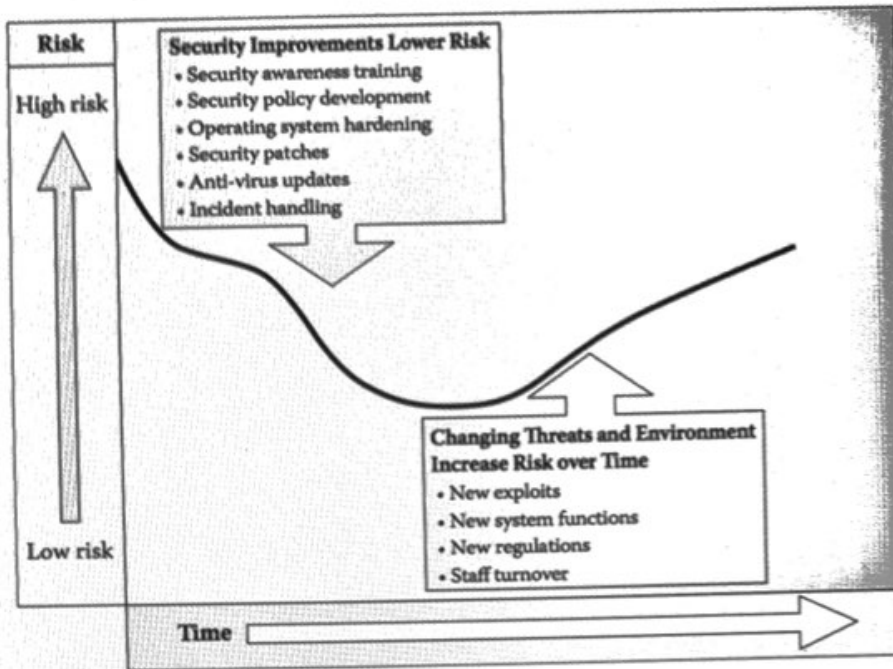 Risk
High risk
Low risk
Security Improvements Lower Risk
• Security awareness training
• Security policy development
• Operating system hardening
• Security patches
• Anti-virus updates
• Incident handling
Changing Threats and Environment
Increase Risk over Time
• New exploits
• New system functions
• New regulations
• Staff turnover
Time